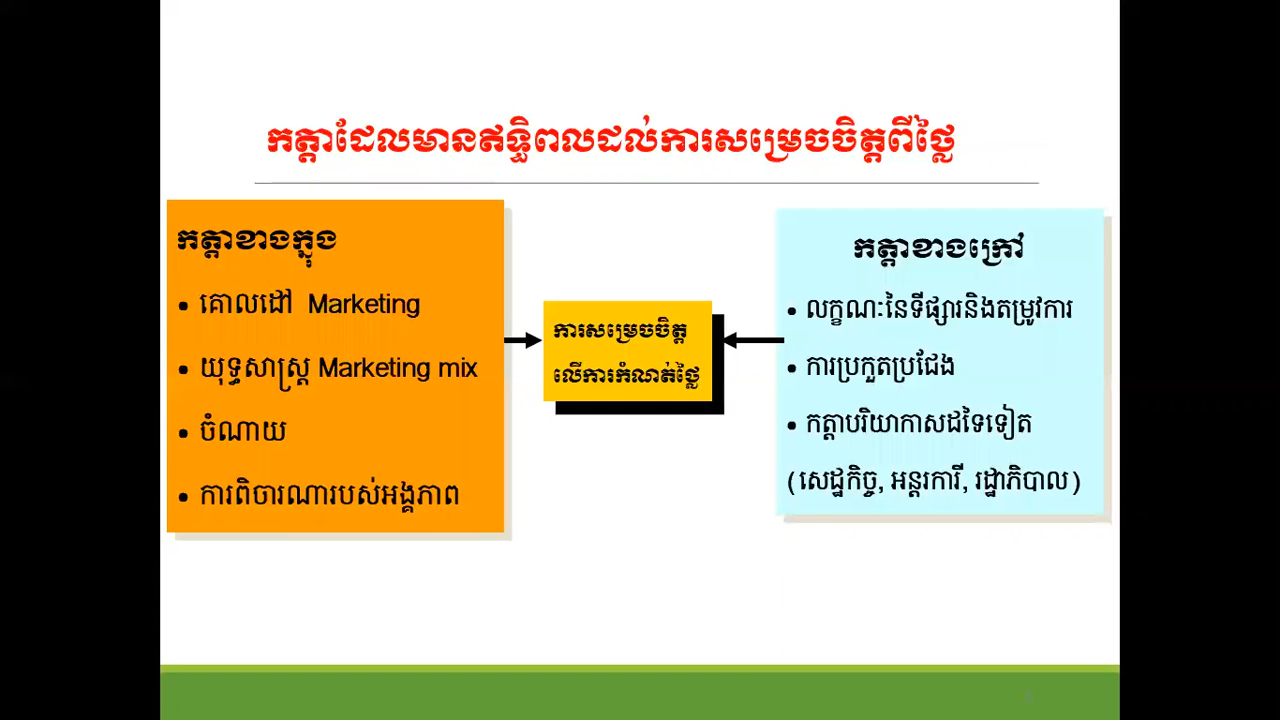 កត្តាដែលមានឥទ្ធិពលដល់ការសម្រេចចិត្តពីថ្លៃ
កត្តាខាងក្នុង
• គោលដៅ Marketing
• យុទ្ធសាស្ត្រ Marketing mix
• ចំណាយ
• ការពិចារណារបស់អង្គភាព
ការសម្រេចចិត្ត
លើការកំណត់ថ្លៃ
កត្តាខាងក្រៅ
• លក្ខណៈនៃទីផ្សារនិងតម្រូវការ
• ការប្រកួតប្រជែង
• កត្តាបរិយាកាសដទៃទៀត
(សេដ្ឋកិច្ច, អន្តរការី, រដ្ឋាភិបាល)